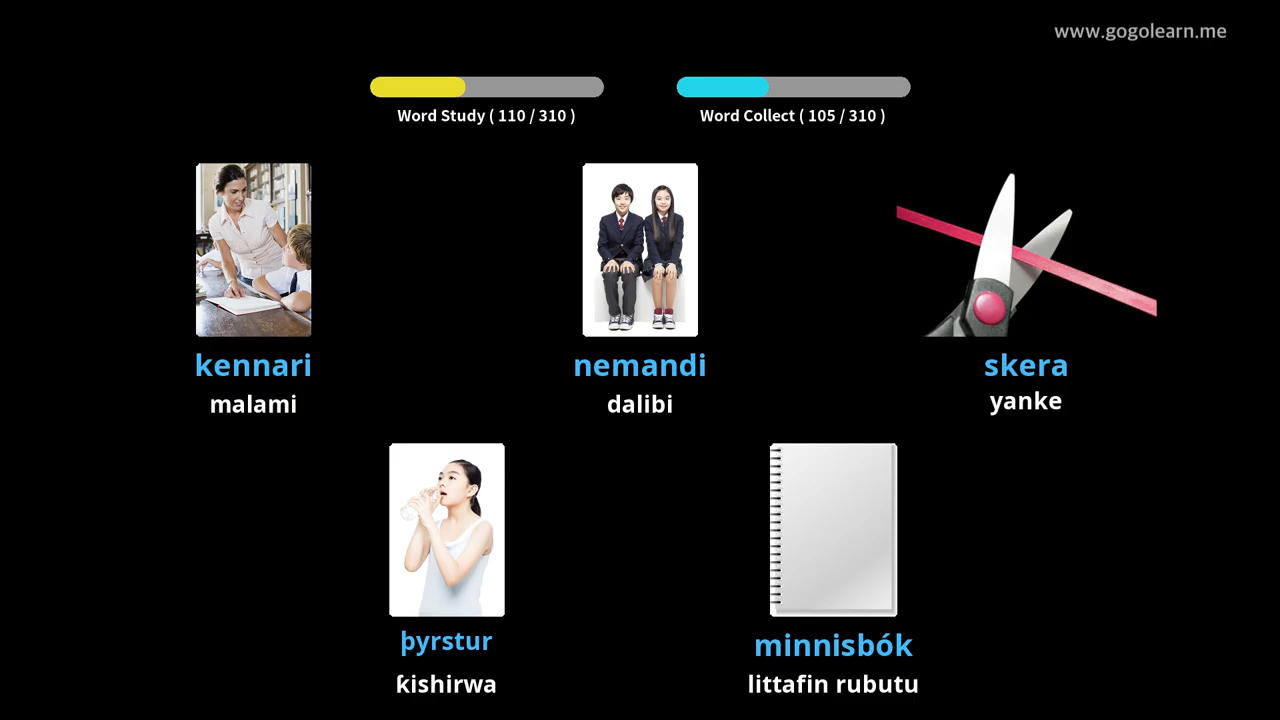 www.gogolearn.me
Word Study ( 110 / 310 )
Word Collect ( 105 / 310 )
kennari
malami
nemandi
dalibi
skera
yanke
þyrstur
ƙishirwa
minnisbók
littafin rubutu